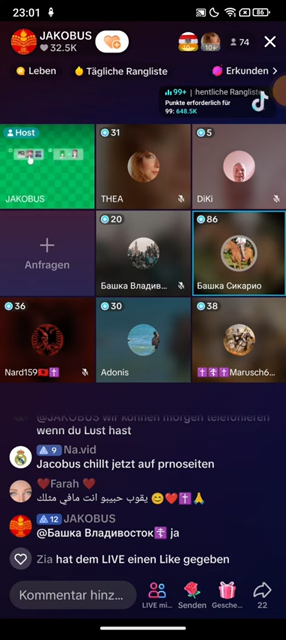 23:01
86
JAKOBUS
32.5K
10+
74
Leben
Tägliche Rangliste
Erkunden >
99+ | hentliche Rangliste
Punkte erforderlich für
99: 648.5K
Host
JAKOBUS
31
THEA
5
DiKi
+
Anfragen
20
Башка Владив...
86
Башка Сикарио
36
Nard159🇦🇱✝️
30
Adonis
38
☦️✝️☦️Marusch6...
@JAKOBUS wir können morgen telefonieren
wenn du Lust hast
9 Na.vid
Jacobus chillt jetzt auf prnoseiten
❤️Farah ❤️
يقوب حبيبو انت مافي مثلك 😊❤️✝️🙏
12 JAKOBUS
@Башка Владивосток☦️ ja
Zia hat dem LIVE einen Like gegeben
Kommentar hinz...
LIVE mi...
Senden
Gesche...
22